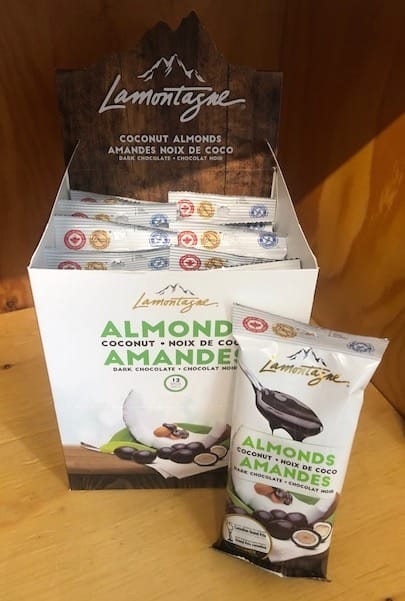 Lamontagne
COCONUT ALMONDS
AMANDES NOIX DE COCO
DARK CHOCOLATE • CHOCOLAT NOIR
Lamontagne
ALMONDS
COCONUT • NOIX DE COCO
AMANDES
DARK CHOCOLATE • CHOCOLAT NOIR
12
Lamontagne
ALMONDS
COCONUT • NOIX DE COCO
AMANDES
DARK CHOCOLATE • CHOCOLAT NOIR